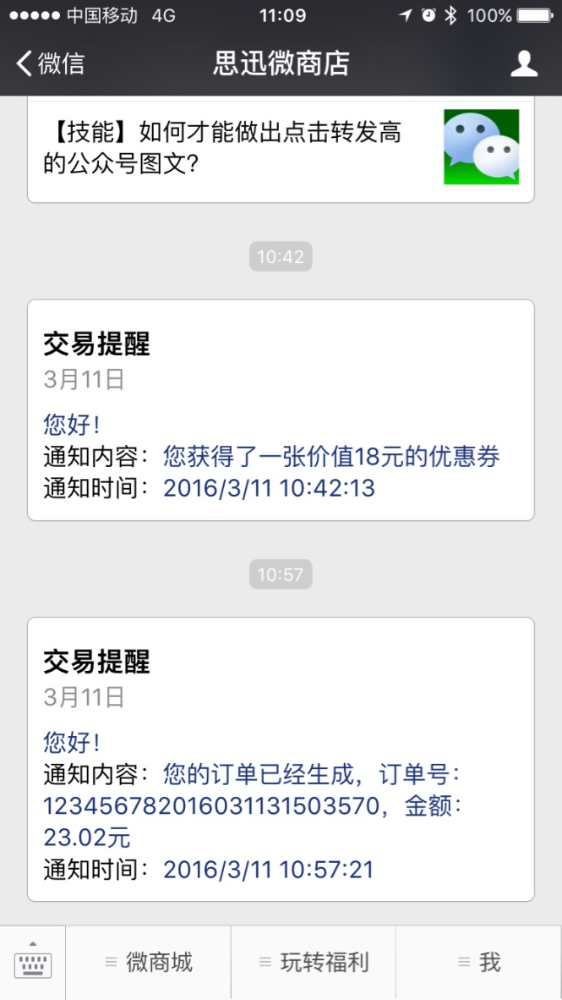 中国移动 4G 11:09 100%
微信 思迅微商店
【技能】如何才能做出点击转发高
的公众号图文?
10:42
交易提醒
3月11日
您好!
通知内容：您获得了一张价值18元的优惠券
通知时间：2016/3/11 10:42:13
10:57
交易提醒
3月11日
您好!
通知内容：您的订单已经生成，订单号：
123456782016031131503570，金额：
23.02元
通知时间：2016/3/11 10:57:21
微商城 玩转福利 我